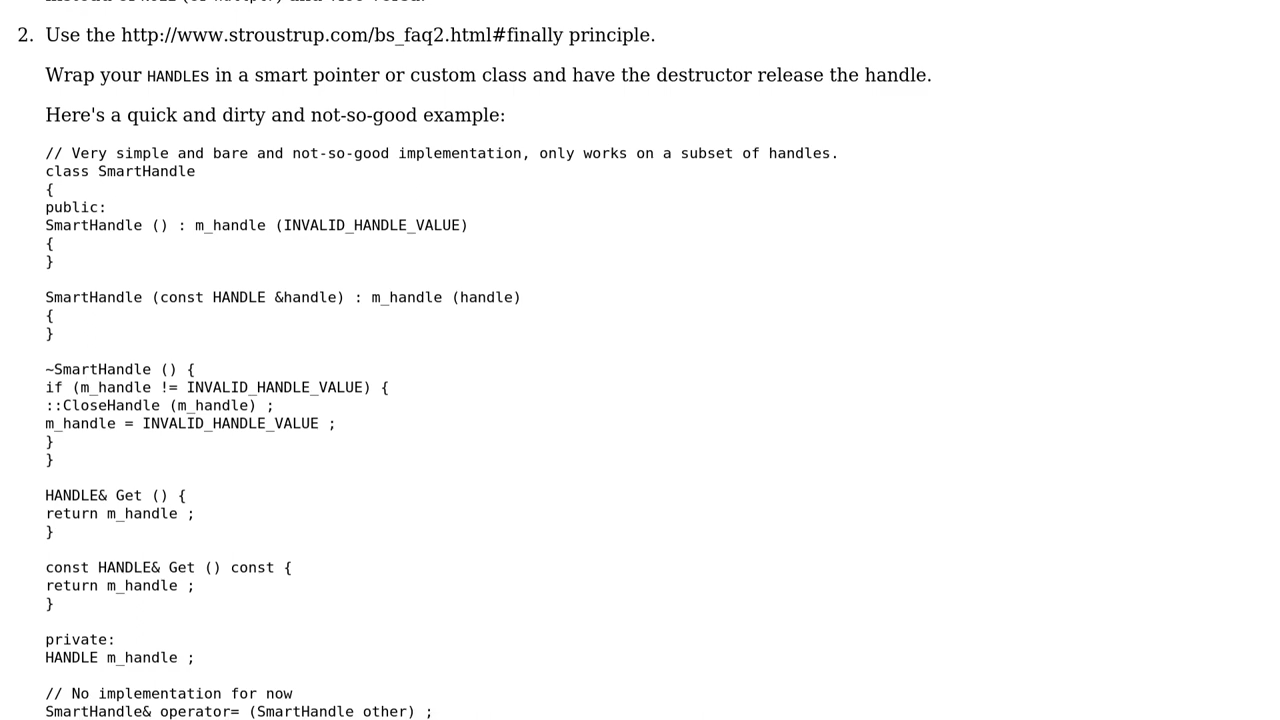 2. Use the http://www.stroustrup.com/bs_faq2.html#finally principle.
Wrap your HANDLEs in a smart pointer or custom class and have the destructor release the handle.
Here's a quick and dirty and not-so-good example:
// Very simple and bare and not-so-good implementation, only works on a subset of handles.
class SmartHandle
{
public:
SmartHandle () : m_handle (INVALID_HANDLE_VALUE)
{
}
SmartHandle (const HANDLE &handle) : m_handle (handle)
{
}
~SmartHandle () {
if (m_handle != INVALID_HANDLE_VALUE) {
::CloseHandle (m_handle) ;
m_handle = INVALID_HANDLE_VALUE ;
}
}
HANDLE& Get () {
return m_handle ;
}
const HANDLE& Get () const {
return m_handle ;
}
private:
HANDLE m_handle ;
// No implementation for now
SmartHandle& operator= (SmartHandle other) ;